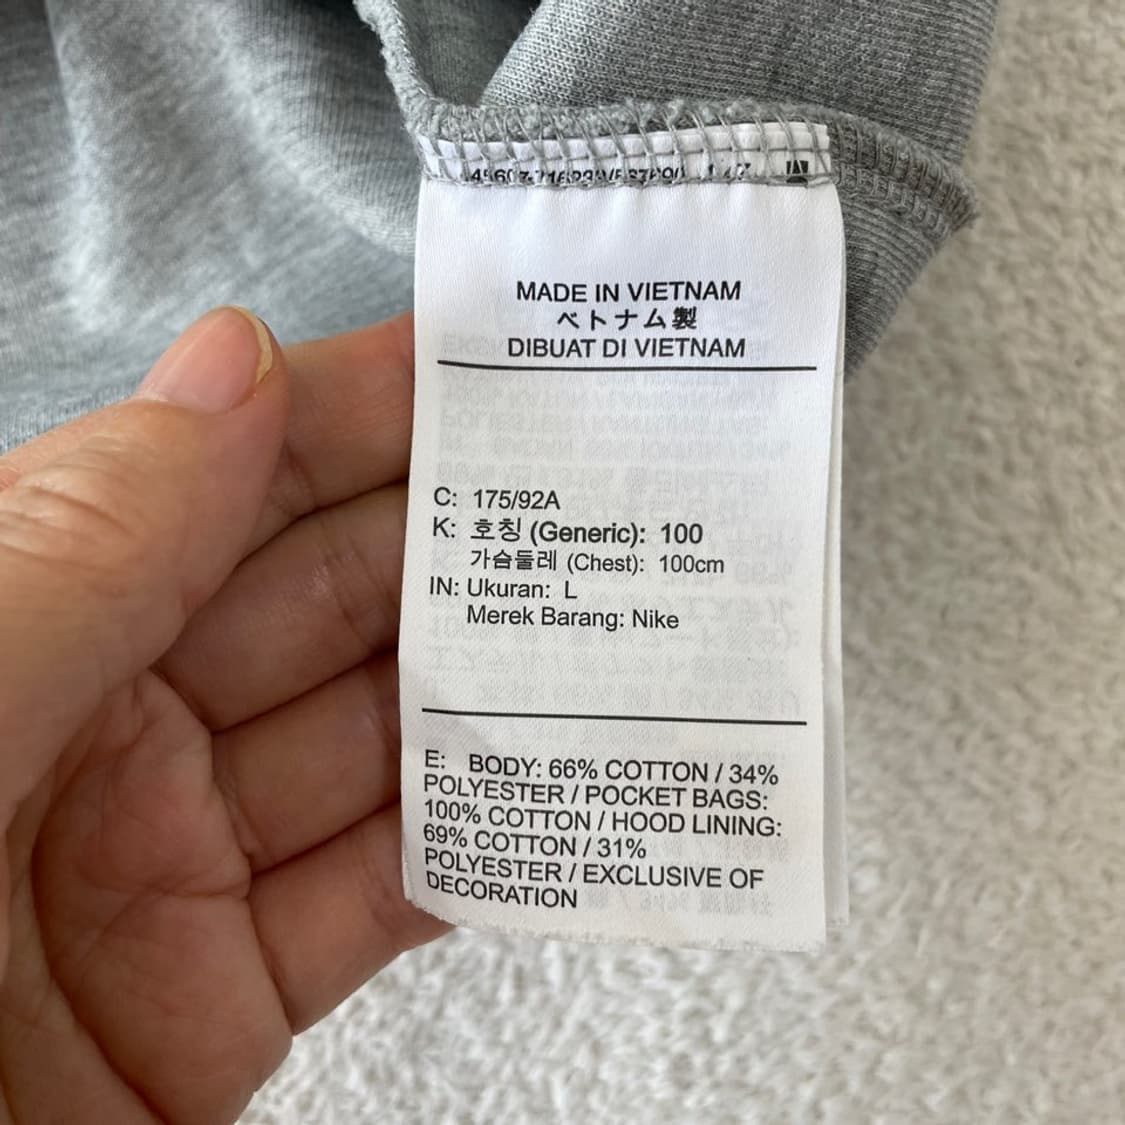 MADE IN VIETNAM
ベトナム製
DIBUAT DI VIETNAM
C: 175/92A
K: 호칭 (Generic): 100
가슴둘레 (Chest): 100cm
IN: Ukuran: L
Merek Barang: Nike
E: BODY: 66% COTTON / 34%
POLYESTER / POCKET BAGS:
100% COTTON / HOOD LINING:
69% COTTON / 31%
POLYESTER / EXCLUSIVE OF
DECORATION